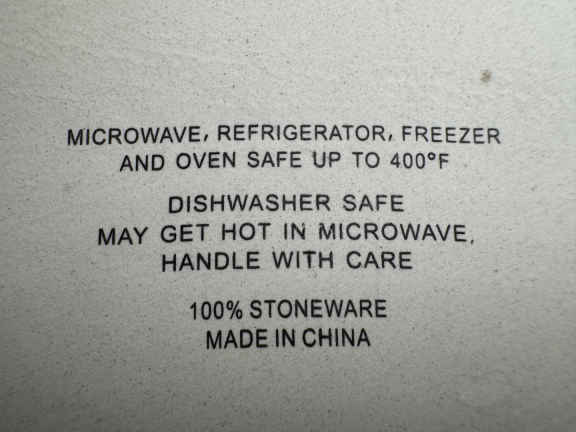 MICROWAVE, REFRIGERATOR, FREEZER
AND OVEN SAFE UP TO 400°F
DISHWASHER SAFE
MAY GET HOT IN MICROWAVE,
HANDLE WITH CARE
100% STONEWARE
MADE IN CHINA